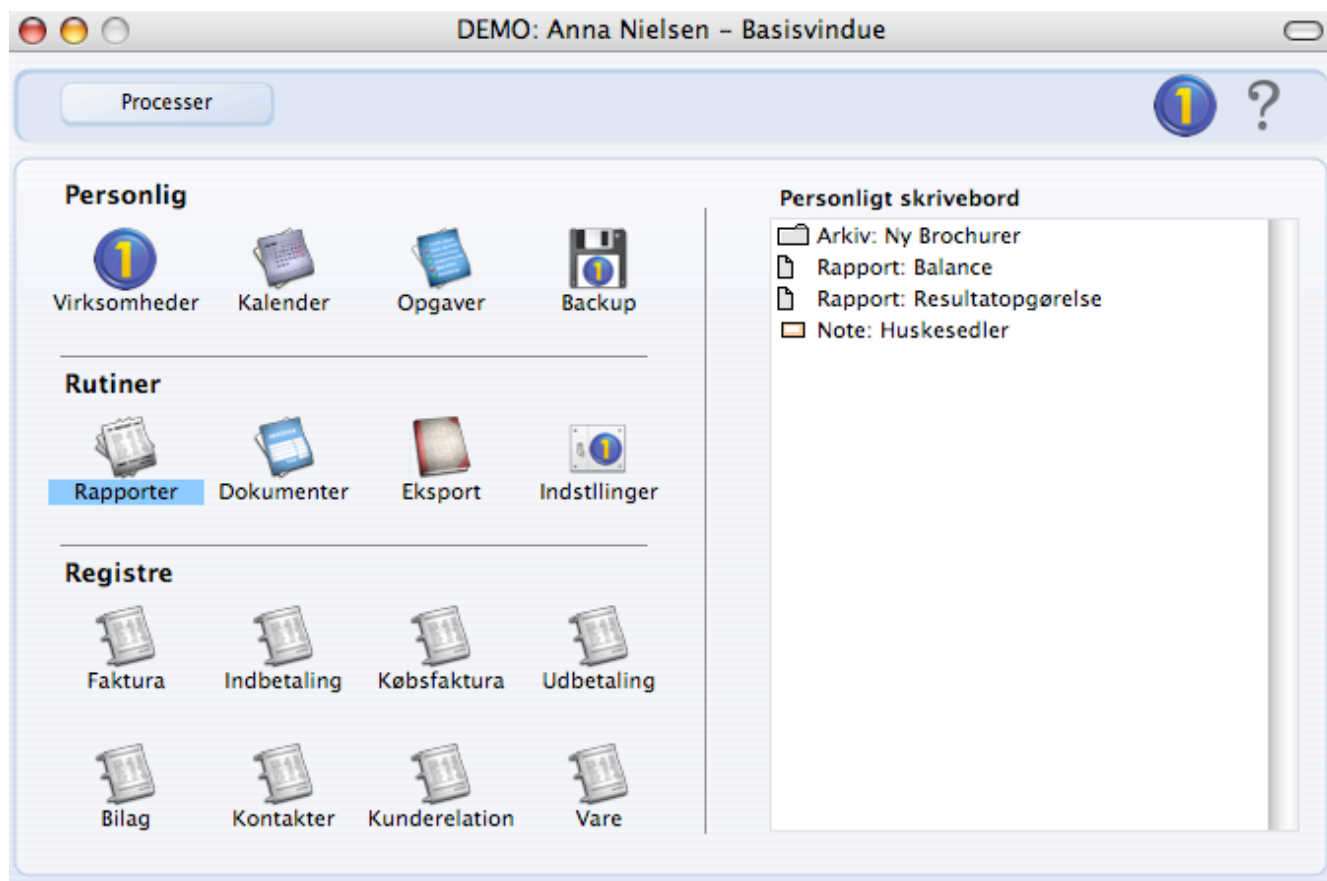 DEMO: Anna Nielsen – Basisvindue
Processer
1 ?
Personlig
Virksomheder Kalender Opgaver Backup
Rutiner
Rapporter Dokumenter Eksport Indstllinger
Registre
Faktura Indbetaling Købsfaktura Udbetaling
Bilag Kontakter Kunderelation Vare
Personligt skrivebord
Arkiv: Ny Brochurer
Rapport: Balance
Rapport: Resultatopgørelse
Note: Huskesedler